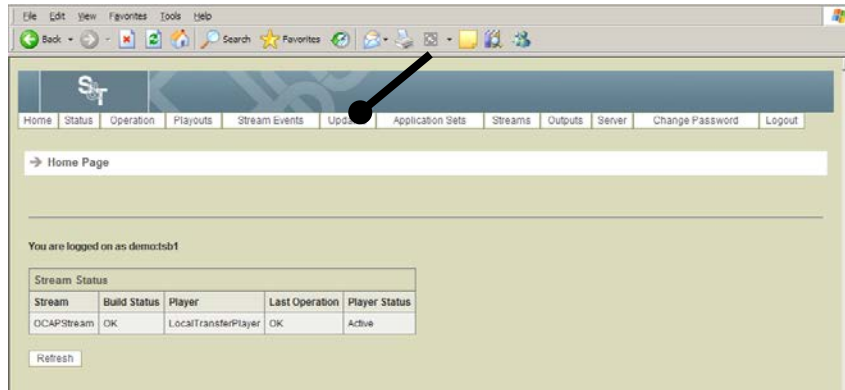 File Edit View Favorites Tools Help
Back Search Favorites
S&T
Home Status Operation Playouts Stream Events Application Sets Streams Outputs Server Change Password Logout
Home Page
You are logged on as demo:tsb1
Stream Status
Stream Build Status Player Last Operation Player Status
OCAPStream OK LocalTransferPlayer OK Active
Refresh